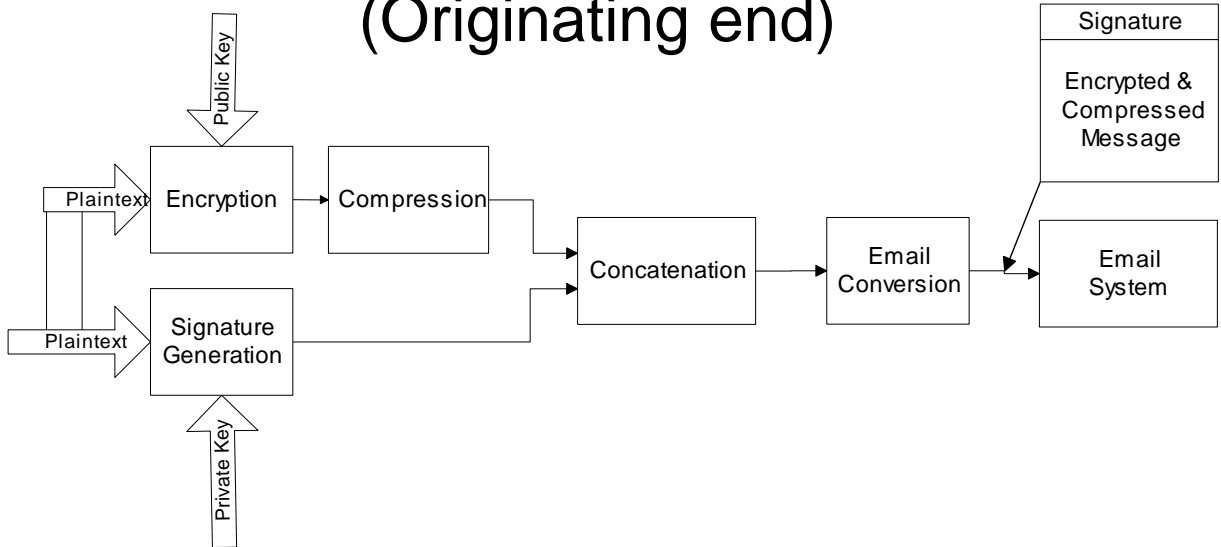 (Originating end)
Signature
Encrypted &
Compressed
Message
Public Key
Plaintext
Encryption
Compression
Concatenation
Email
Conversion
Email
System
Plaintext
Signature
Generation
Private Key